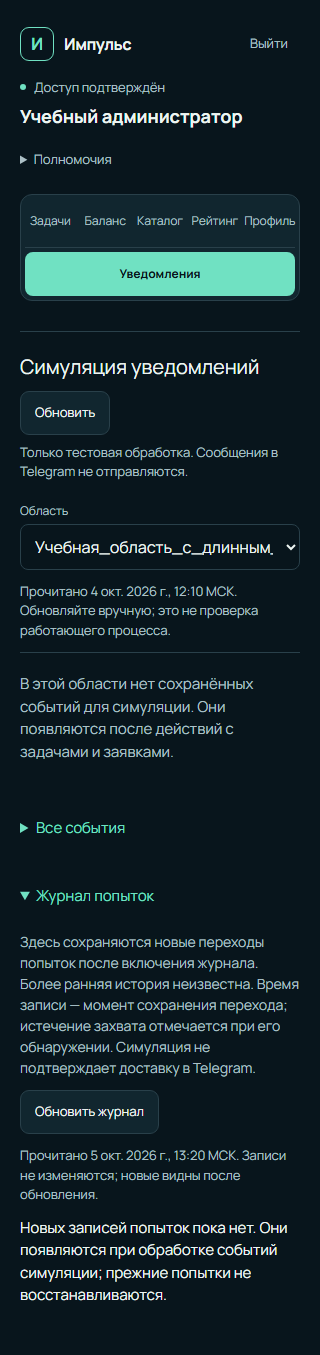 И Импульс Выйти
Доступ подтверждён
Учебный администратор
Полномочия
Задачи Баланс Каталог Рейтинг Профиль
Уведомления
Симуляция уведомлений
Обновить
Только тестовая обработка. Сообщения в
Telegram не отправляются.
Область
Учебная_область_с_длинным_
Прочитано 4 окт. 2026 г., 12:10 МСК.
Обновляйте вручную; это не проверка
работающего процесса.
В этой области нет сохранённых
событий для симуляции. Они
появляются после действий с
задачами и заявками.
Все события
Журнал попыток
Здесь сохраняются новые переходы
попыток после включения журнала.
Более ранняя история неизвестна. Время
записи — момент сохранения перехода;
истечение захвата отмечается при его
обнаружении. Симуляция не
подтверждает доставку в Telegram.
Обновить журнал
Прочитано 5 окт. 2026 г., 13:20 МСК. Записи
не изменяются; новые видны после
обновления.
Новых записей попыток пока нет. Они
появляются при обработке событий
симуляции; прежние попытки не
восстанавливаются.